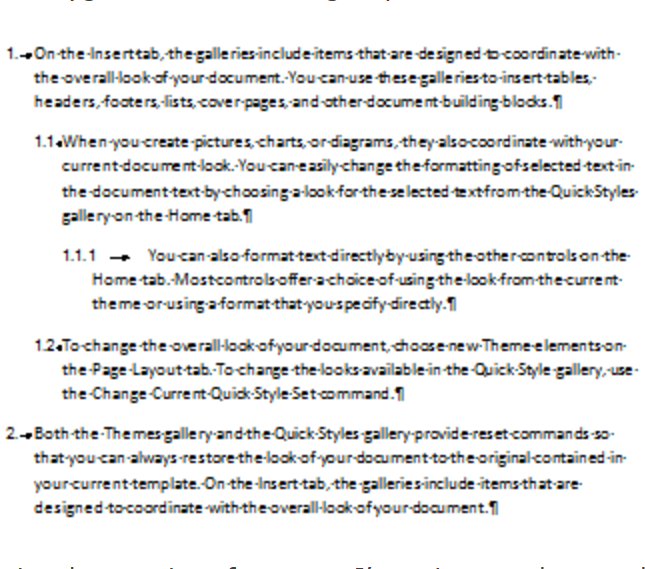 1. On the Insert tab, the galleries include items that are designed to coordinate with
the overall look of your document. You can use these galleries to insert tables,
headers, footers, lists, cover pages, and other document building blocks.¶
1.1 When you create pictures, charts, or diagrams, they also coordinate with your
current document look. You can easily change the formatting of selected text in
the document text by choosing a look for the selected text from the Quick Styles
gallery on the Home tab.¶
1.1.1 You can also format text directly by using the other controls on the
Home tab. Most controls offer a choice of using the look from the current
theme or using a format that you specify directly.¶
1.2 To change the overall look of your document, choose new Theme elements on
the Page Layout tab. To change the looks available in the Quick Style gallery, use
the Change Current Quick Style Set command.¶
2. Both the Themes gallery and the Quick Styles gallery provide reset commands so
that you can always restore the look of your document to the original contained in
your current template. On the Insert tab, the galleries include items that are
designed to coordinate with the overall look of your document.¶